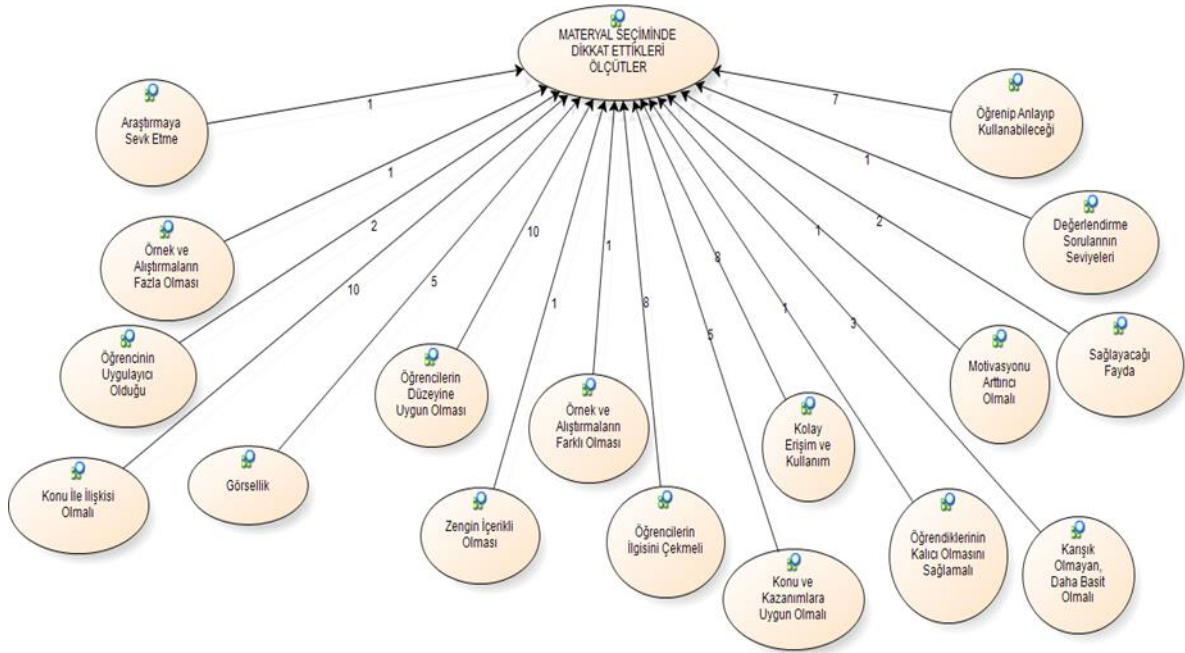 MATERYAL SEÇİMİNDE
DİKKAT ETTİKLERİ
ÖLÇÜTLER
Araştırmaya
Sevk Etme
1
Örnek ve
Alıştırmaların
Fazla Olması
1
Öğrencinin
Uygulayıcı
Olduğu
2
Konu İle İlişkisi
Olmalı
10
Görsellik
5
Öğrencilerin
Düzeyine
Uygun Olması
10
Zengin İçerikli
Olması
1
Örnek ve
Alıştırmaların
Farklı Olması
1
Öğrencilerin
İlgisini Çekmeli
8
Konu ve
Kazanımlara
Uygun Olmalı
5
Kolay
Erişim ve
Kullanım
8
Öğrendiklerinin
Kalıcı Olmasını
Sağlamalı
1
Karışık
Olmayan,
Daha Basit
Olmalı
3
Motivasyonu
Arttırıcı
Olmalı
1
Sağlayacağı
Fayda
2
Değerlendirme
Sorularının
Seviyeleri
1
Öğrenip Anlayıp
Kullanabileceği
7